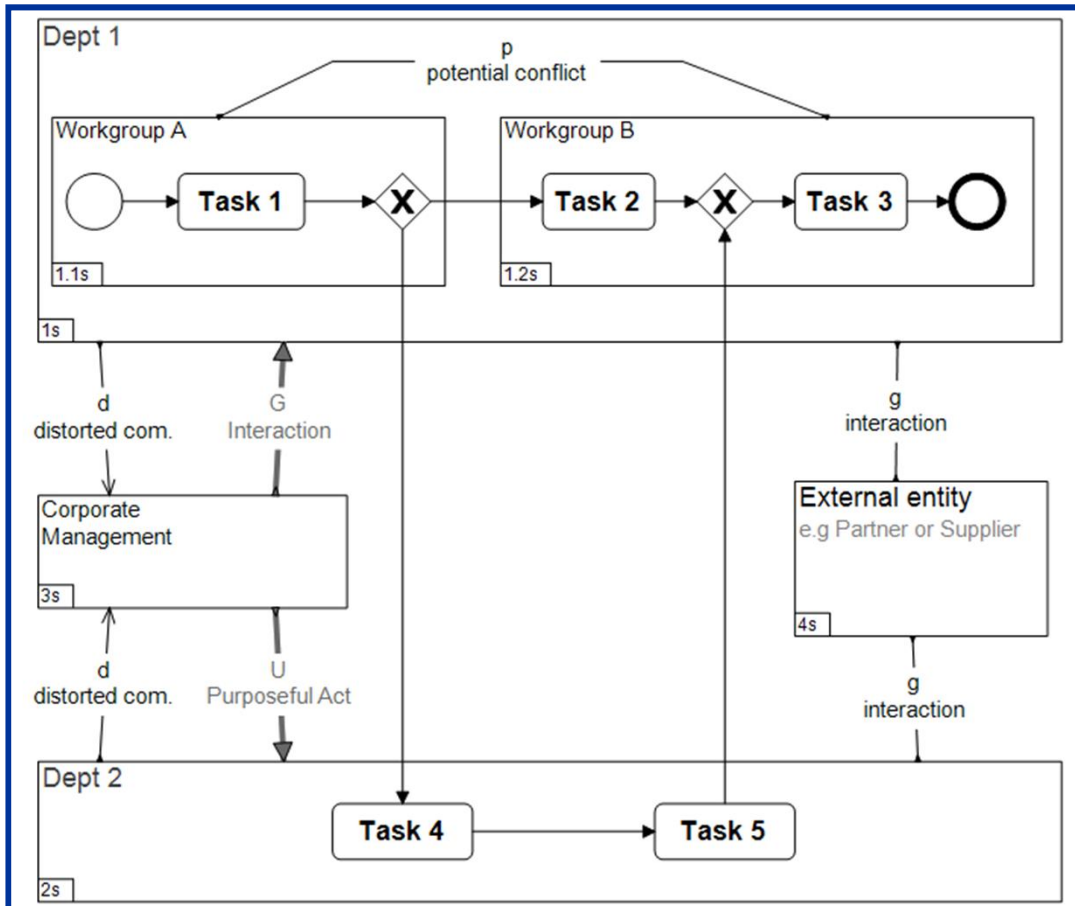 Dept 1
p
potential conflict
Workgroup A
Workgroup B
Task 1
X
Task 2
X
Task 3
1.1s
1.2s
1s
d
distorted com.
G
Interaction
g
interaction
Corporate
Management
3s
External entity
e.g Partner or Supplier
4s
d
distorted com.
U
Purposeful Act
g
interaction
Dept 2
Task 4
Task 5
2s